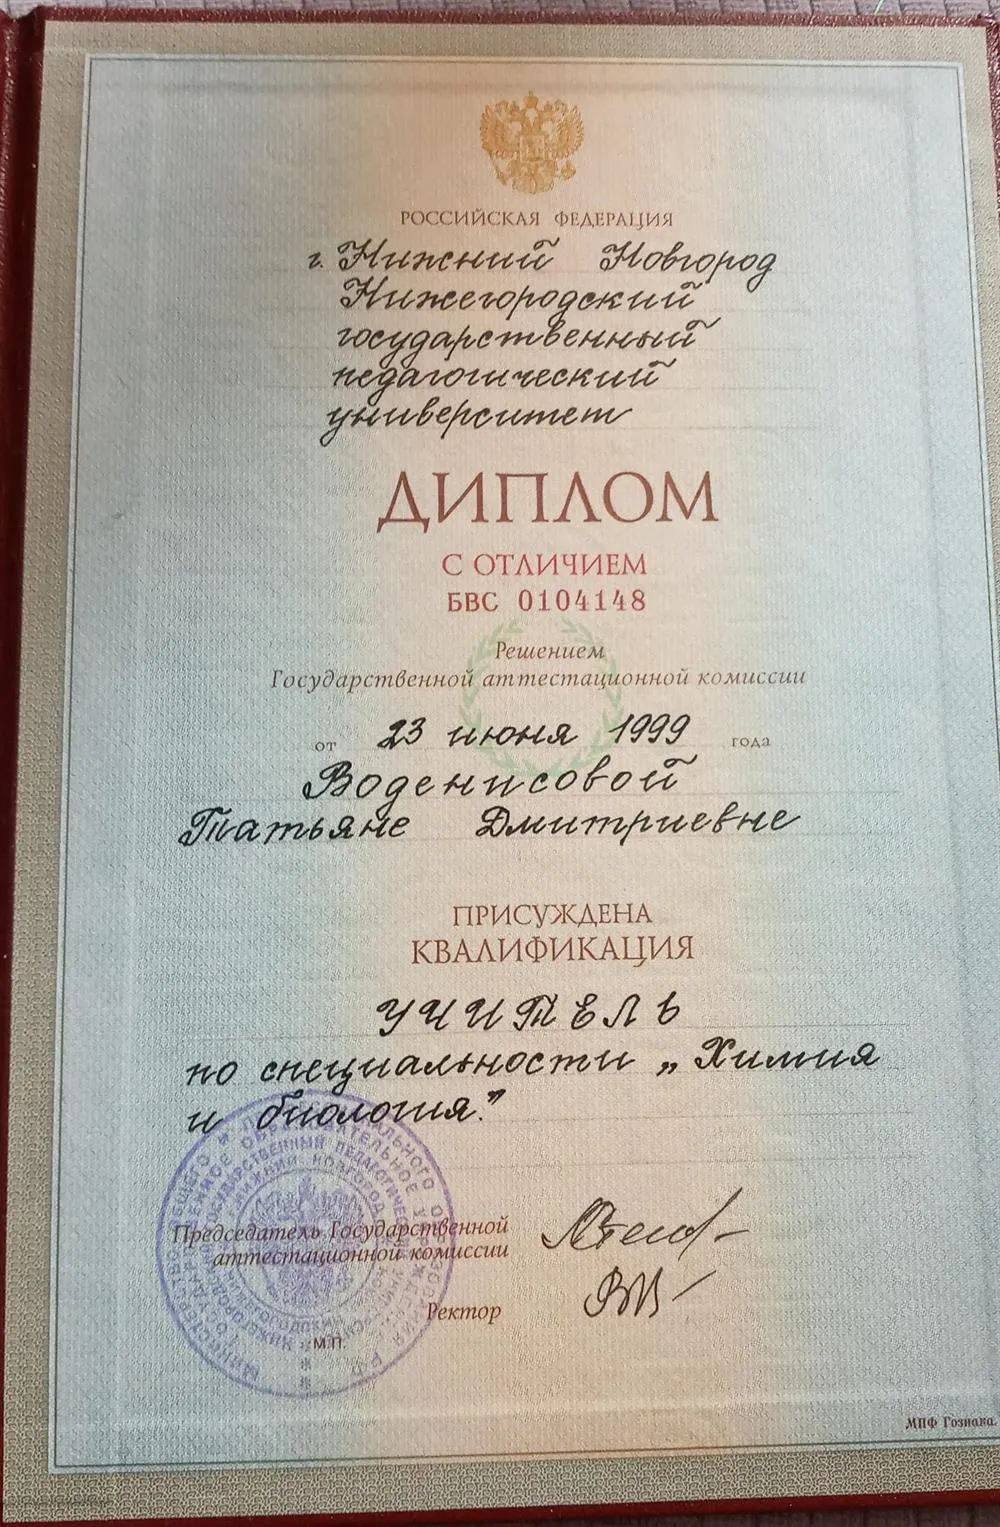 РОССИЙСКАЯ ФЕДЕРАЦИЯ
г. Нижний Новгород
Нижегородский
государственный
педагогический
университет
ДИПЛОМ
С ОТЛИЧИЕМ
БВС 0104148
Решением
Государственной аттестационной комиссии
от 23 июня 1999 года
Воденисовой
Татьяне Дмитриевне
ПРИСУЖДЕНА
КВАЛИФИКАЦИЯ
УЧИТЕЛЬ
по специальности „Химия
и биология."
Председатель Государственной
аттестационной комиссии
Ректор
М.П.
МПФ Гознака.